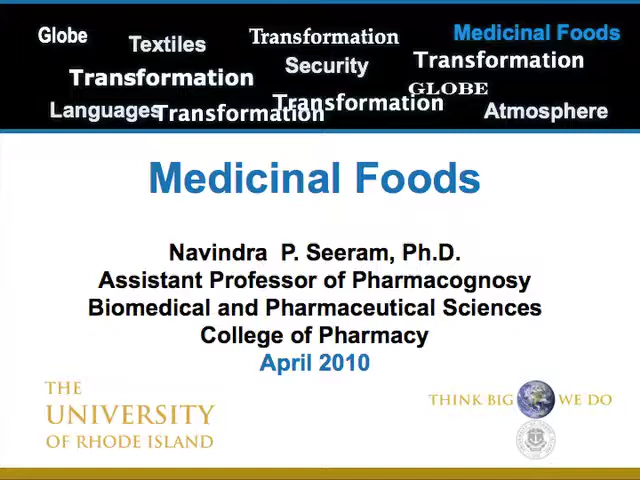 Globe
Textiles
Transformation
Medicinal Foods
Security
Transformation
Transformation
GLOBE
Languages
Transformation
Transformation
Atmosphere
Medicinal Foods
Navindra P. Seeram, Ph.D.
Assistant Professor of Pharmacognosy
Biomedical and Pharmaceutical Sciences
College of Pharmacy
April 2010
THE
UNIVERSITY
OF RHODE ISLAND
THINK BIG WE DO